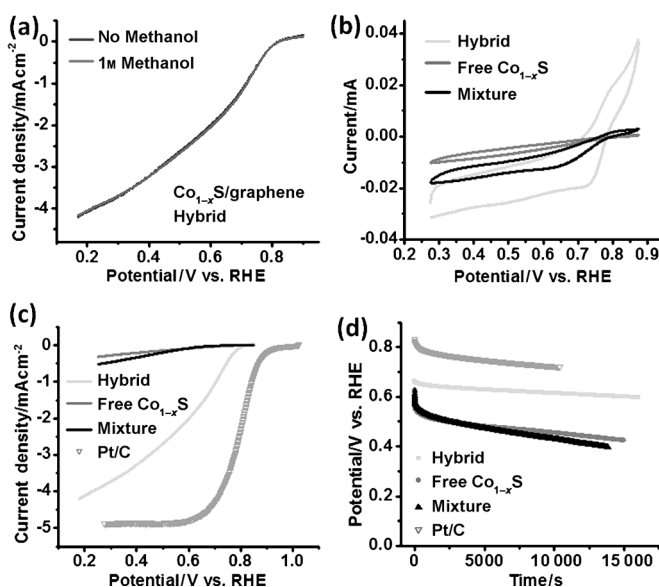 (a)
0
-1
-2
-3
-4
No Methanol
1M Methanol
Co1–xS/graphene
Hybrid
0.2 0.4 0.6 0.8
Current density/mAcm-2
Potential/V vs. RHE
(b)
0.04
0.02
0.00
-0.02
-0.04
Hybrid
Free Co1–xS
Mixture
0.2 0.3 0.4 0.5 0.6 0.7 0.8 0.9
Current/mA
Potential/V vs. RHE
(c)
0
-1
-2
-3
-4
-5
Hybrid
Free Co1–xS
Mixture
Pt/C
0.2 0.4 0.6 0.8 1.0
Current density/mAcm-2
Potential/V vs. RHE
(d)
0.8
0.6
0.4
0.2
Hybrid
Free Co1–xS
Mixture
Pt/C
0 5000 10 000 15 000
Potential/V vs. RHE
Time/s